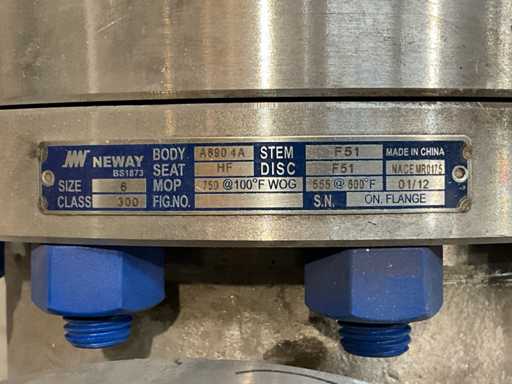 NEWAY BODY A890 4A STEM F51 MADE IN CHINA
BS1873 SEAT HF DISC F51 NACE MR0175
SIZE 6 MOP 750 @100°F WOG 555 @ 600°F 01/12
CLASS 300 FIG.NO. S.N. ON. FLANGE